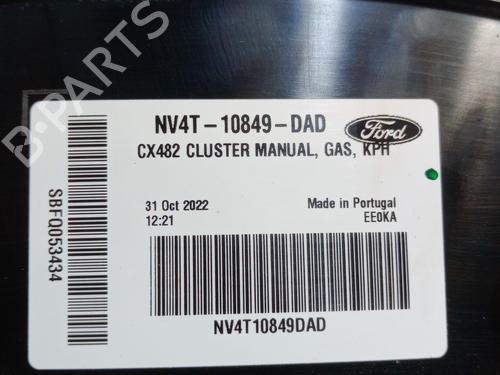 NV4T-10849-DAD
Ford
CX482 CLUSTER MANUAL, GAS, KPH
31 Oct 2022
Made in Portugal
12:21
EE0KA
SBFQ053434
NV4T10849DAD
B-PARTS